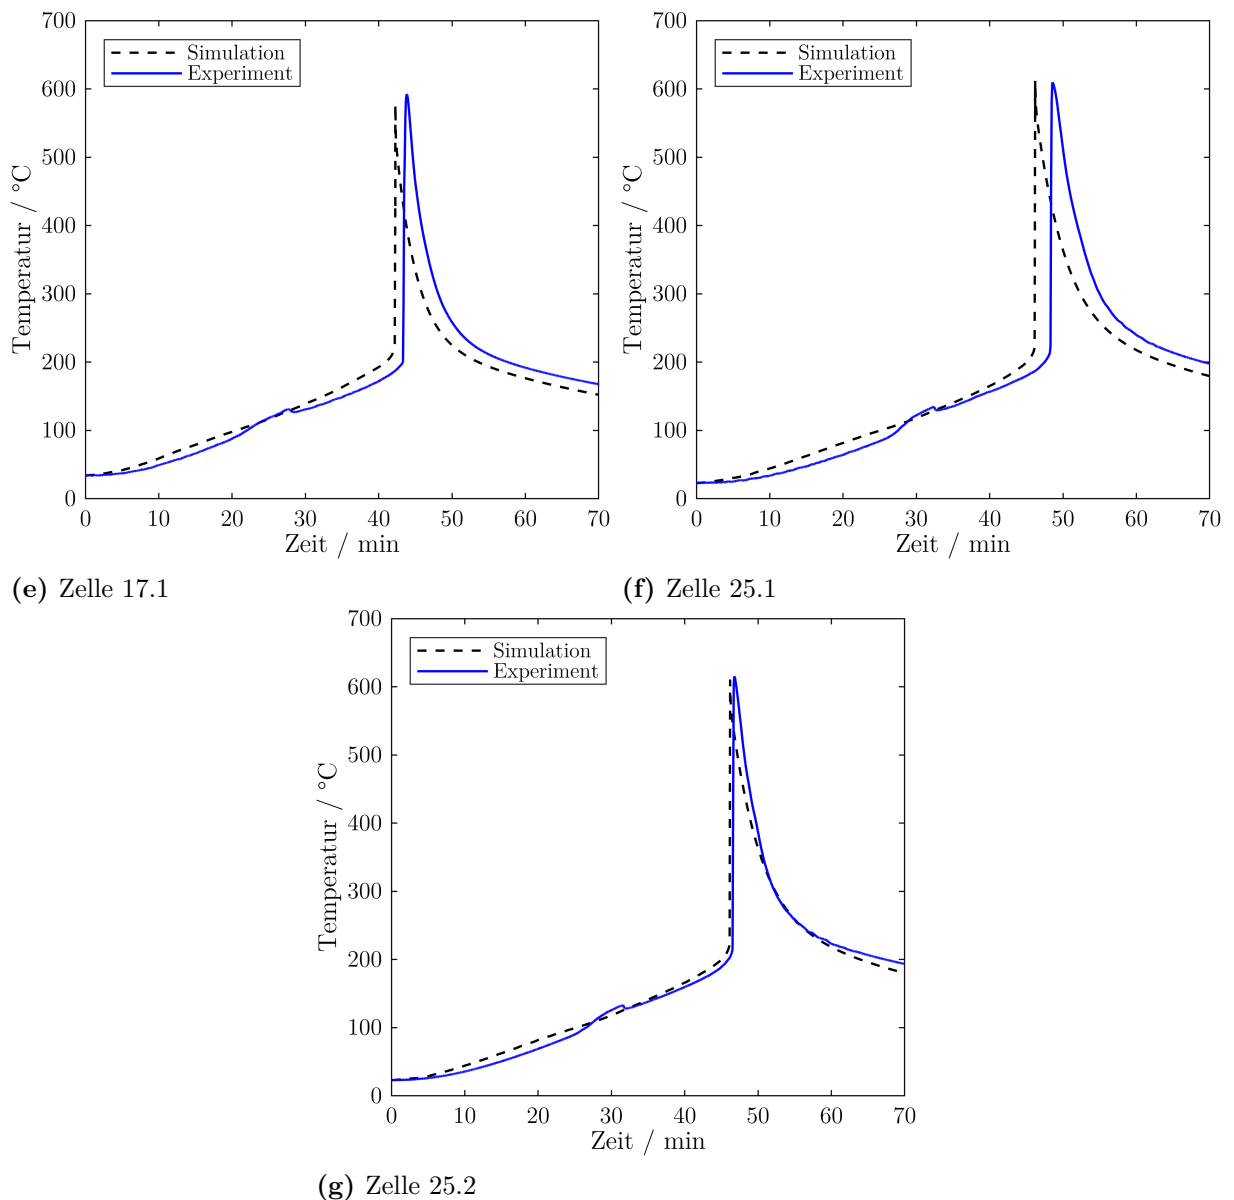 700
600
500
400
300
200
100
0
Temperatur / °C
Simulation
Experiment
0 10 20 30 40 50 60 70
Zeit / min
(e) Zelle 17.1
700
600
500
400
300
200
100
0
Temperatur / °C
Simulation
Experiment
0 10 20 30 40 50 60 70
Zeit / min
(f) Zelle 25.1
700
600
500
400
300
200
100
0
Temperatur / °C
Simulation
Experiment
0 10 20 30 40 50 60 70
Zeit / min
(g) Zelle 25.2